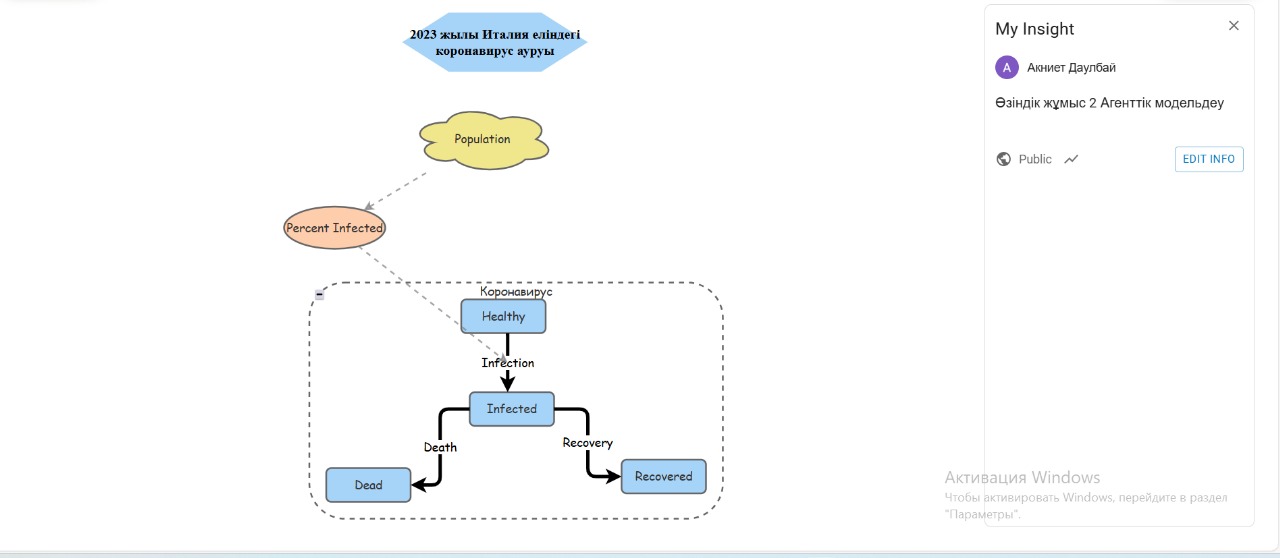 2023 жылы Италия еліндегі
коронавирус ауруы
Population
Percent Infected
Коронавирус
Healthy
Infection
Infected
Death
Recovery
Dead
Recovered
My Insight
А
Акниет Даулбай
Өзіндік жұмыс 2 Агенттік модельдеу
Public
EDIT INFO
Активация Windows
Чтобы активировать Windows, перейдите в раздел
"Параметры".